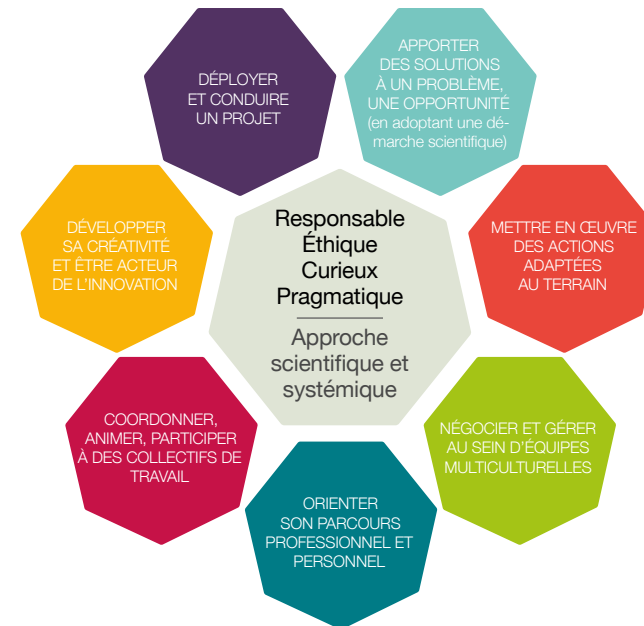 DÉPLOYER
ET CONDUIRE
UN PROJET
APPORTER
DES SOLUTIONS
À UN PROBLÈME,
UNE OPPORTUNITÉ
(en adoptant une dé-
marche scientifique)
DÉVELOPPER
SA CRÉATIVITÉ
ET ÊTRE ACTEUR
DE L'INNOVATION
Responsable
Éthique
Curieux
Pragmatique
Approche
scientifique et
systémique
METTRE EN ŒUVRE
DES ACTIONS
ADAPTÉES
AU TERRAIN
COORDONNER,
ANIMER, PARTICIPER
À DES COLLECTIFS DE
TRAVAIL
NÉGOCIER ET GÉRER
AU SEIN D'ÉQUIPES
MULTICULTURELLES
ORIENTER
SON PARCOURS
PROFESSIONNEL ET
PERSONNEL